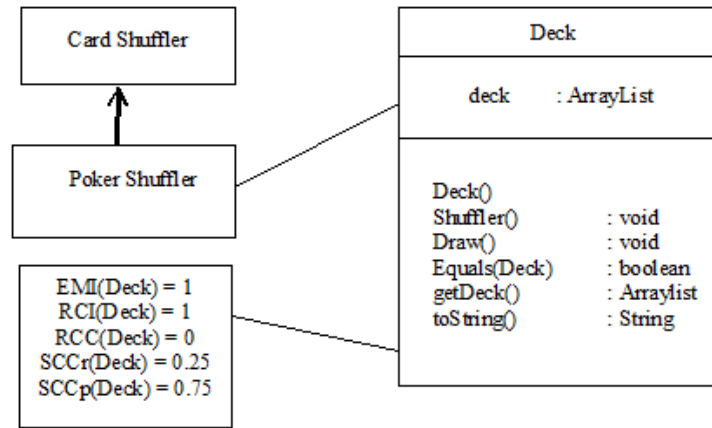 Card Shuffler
Poker Shuffler
EMI(Deck) = 1
RCI(Deck) = 1
RCC(Deck) = 0
SCCr(Deck) = 0.25
SCCp(Deck) = 0.75
Deck
deck : ArrayList
Deck()
Shuffler() : void
Draw() : void
Equals(Deck) : boolean
getDeck() : Arraylist
toString() : String